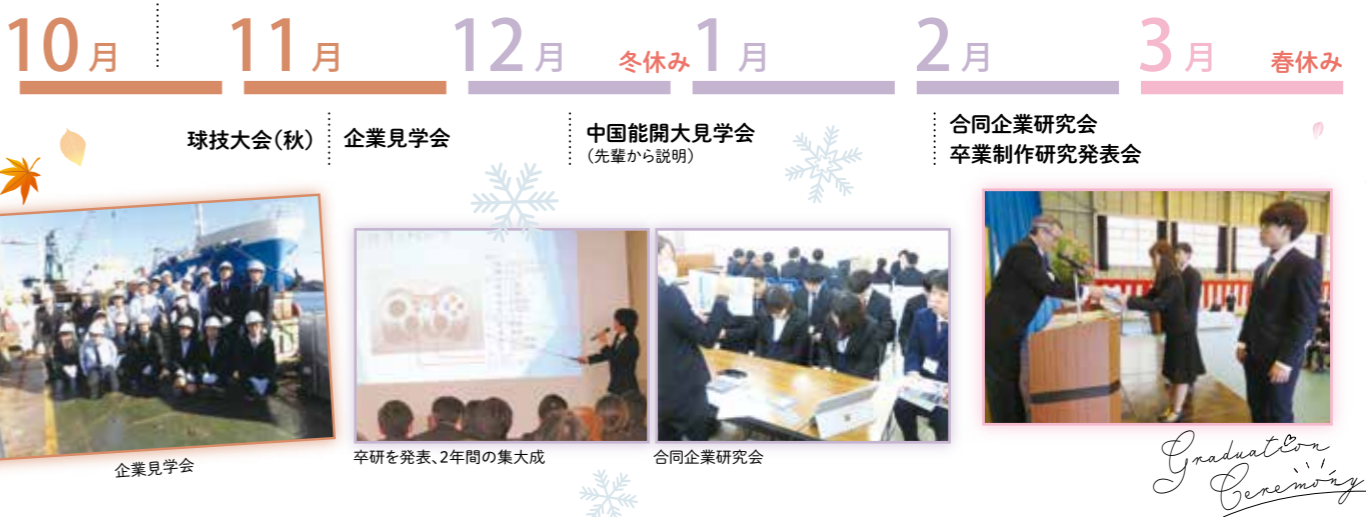 10月
11月
12月
冬休み
1月
2月
3月
春休み
球技大会(秋)
企業見学会
中国能開大見学会
(先輩から説明)
合同企業研究会
卒業制作研究発表会
企業見学会
卒研を発表、2年間の集大成
合同企業研究会
Graduation
Ceremony